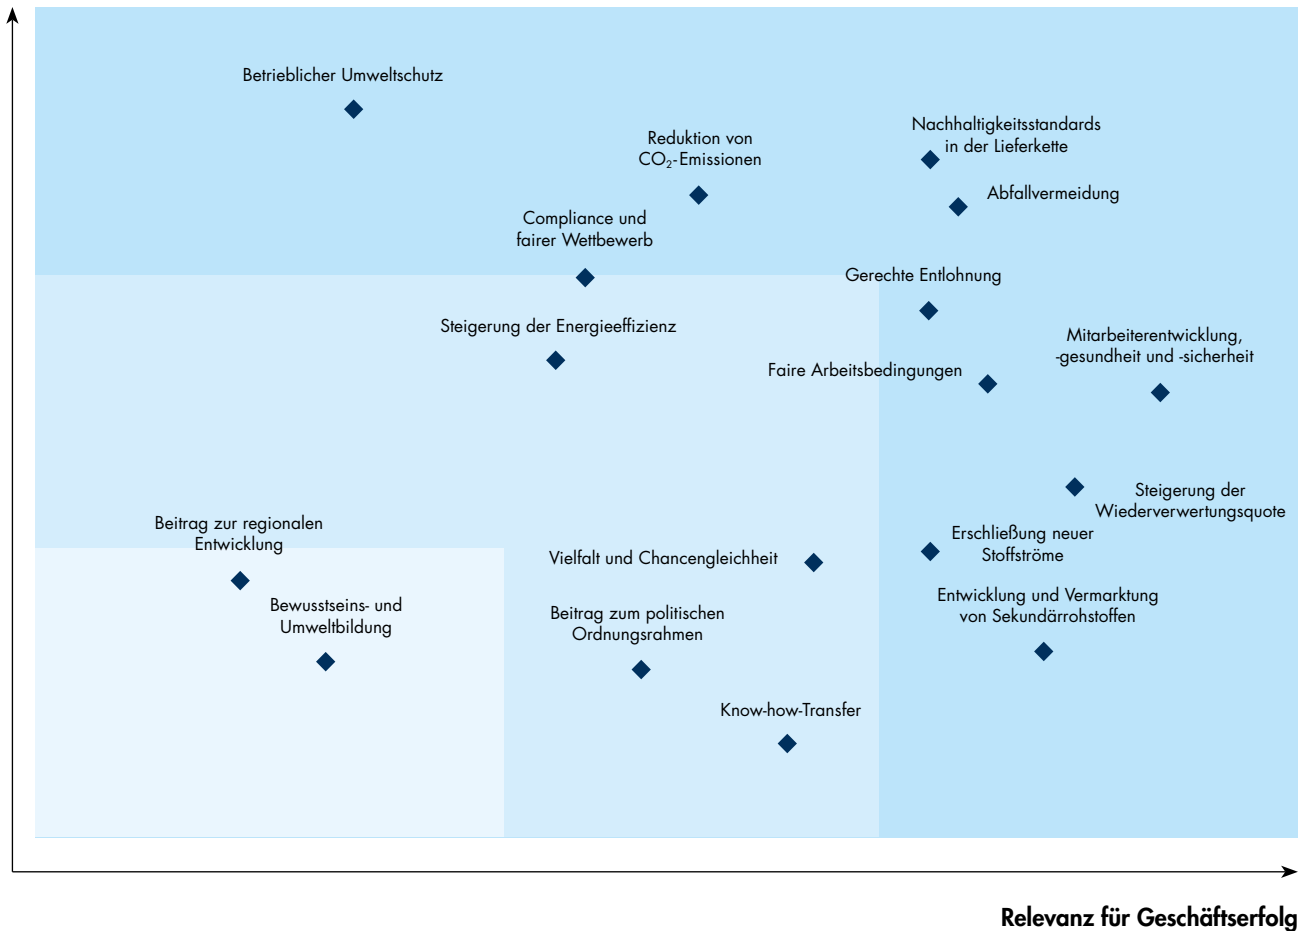 Betrieblicher Umweltschutz
Reduktion von
CO₂-Emissionen
Nachhaltigkeitsstandards
in der Lieferkette
Abfallvermeidung
Compliance und
fairer Wettbewerb
Gerechte Entlohnung
Steigerung der Energieeffizienz
Mitarbeiterentwicklung,
-gesundheit und -sicherheit
Faire Arbeitsbedingungen
Steigerung der
Wiederverwertungsquote
Beitrag zur regionalen
Entwicklung
Erschließung neuer
Stoffströme
Vielfalt und Chancengleichheit
Bewusstseins- und
Umweltbildung
Beitrag zum politischen
Ordnungsrahmen
Entwicklung und Vermarktung
von Sekundärrohstoffen
Know-how-Transfer
Relevanz für Geschäftserfolg